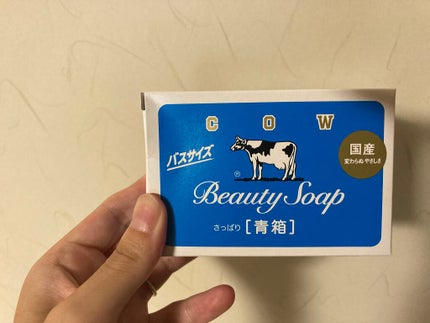 COW
バスサイズ
国産
変わらぬ やさしさ
®
Beauty Soap
さっぱり [青箱]